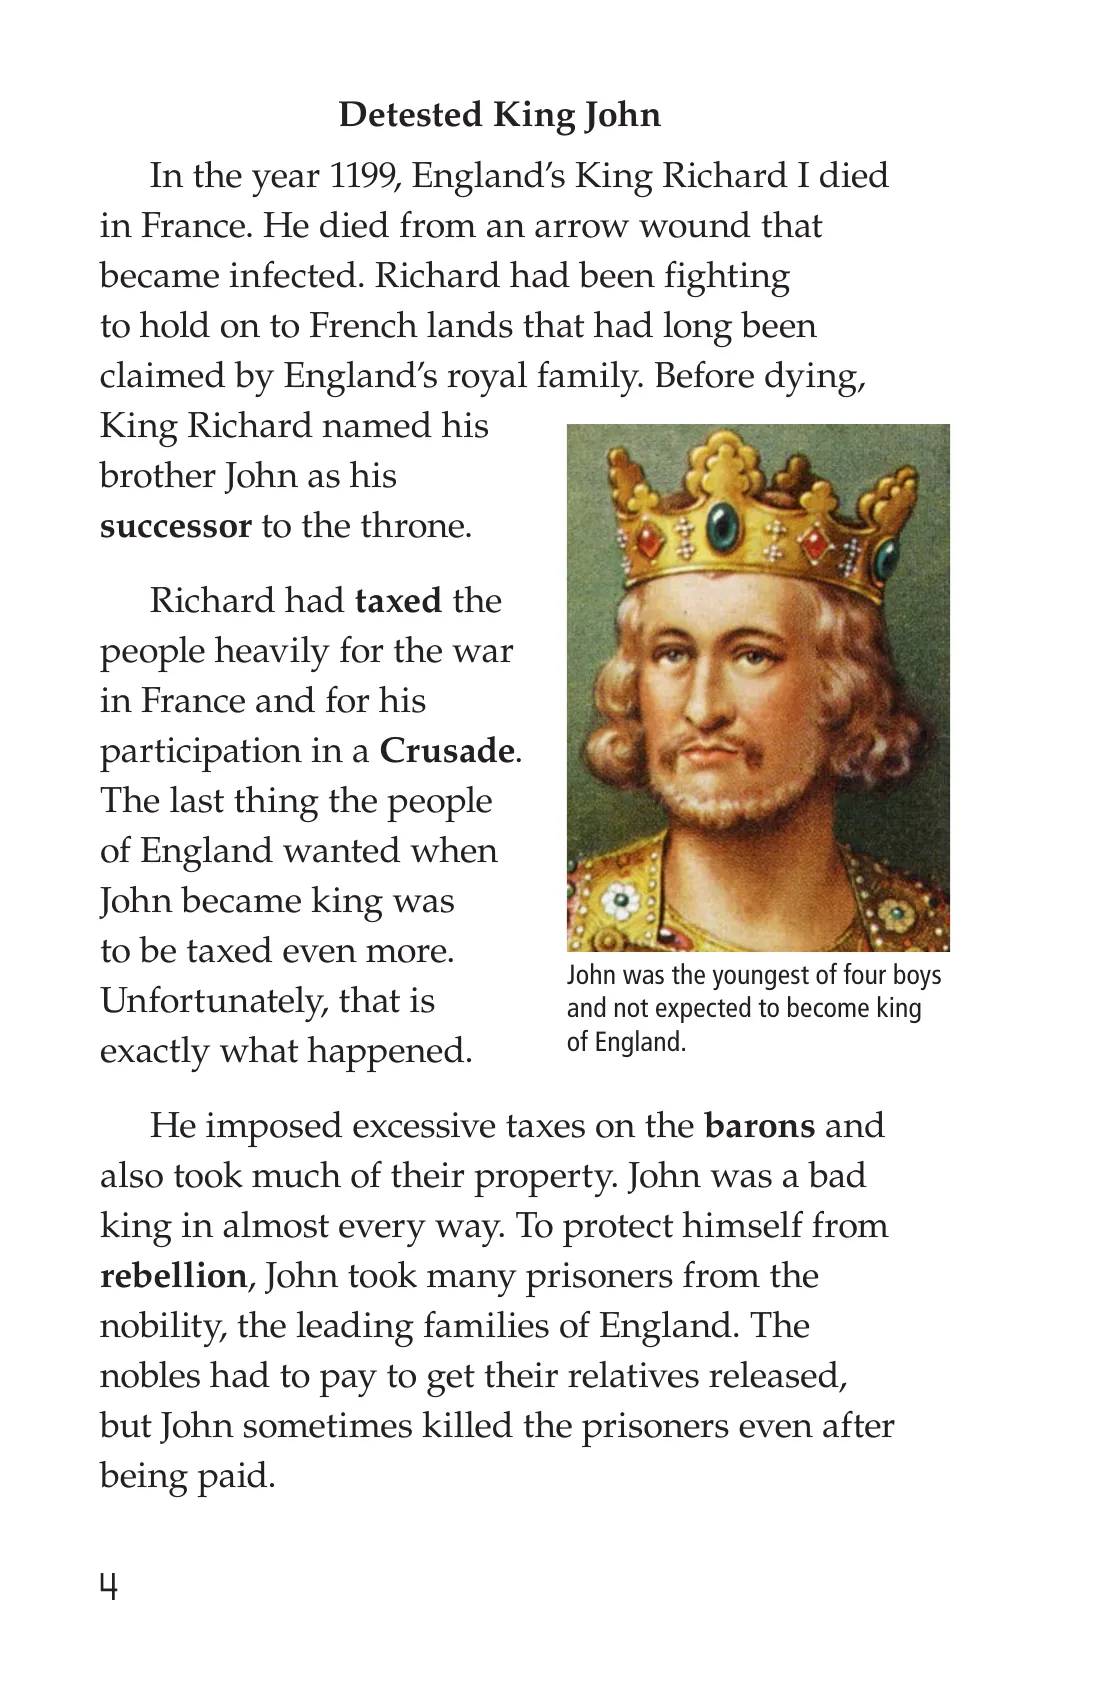 Detested King John
In the year 1199, England’s King Richard I died
in France. He died from an arrow wound that
became infected. Richard had been fighting
to hold on to French lands that had long been
claimed by England’s royal family. Before dying,
King Richard named his
brother John as his
successor to the throne.
Richard had taxed the
people heavily for the war
in France and for his
participation in a Crusade.
The last thing the people
of England wanted when
John became king was
to be taxed even more.
Unfortunately, that is
exactly what happened.
John was the youngest of four boys
and not expected to become king
of England.
He imposed excessive taxes on the barons and
also took much of their property. John was a bad
king in almost every way. To protect himself from
rebellion, John took many prisoners from the
nobility, the leading families of England. The
nobles had to pay to get their relatives released,
but John sometimes killed the prisoners even after
being paid.
4